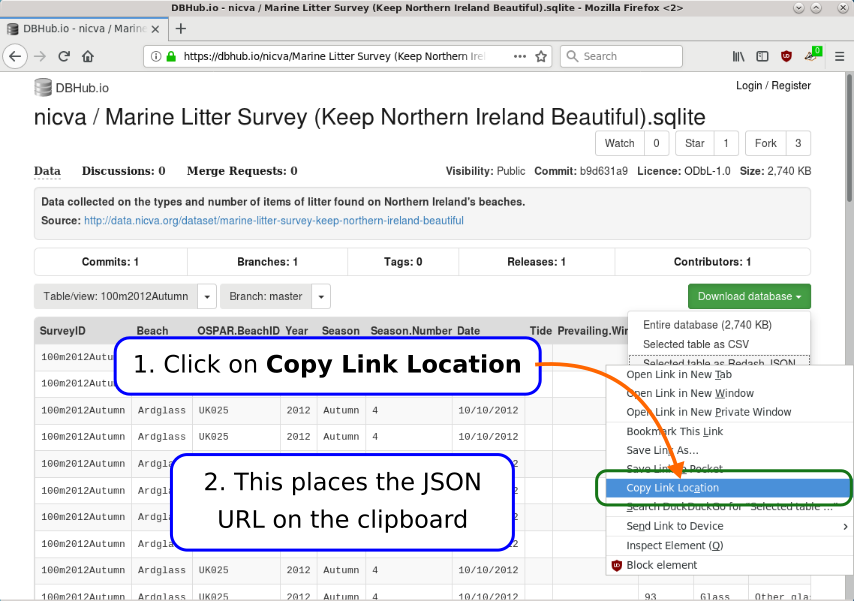 DBHub.io - nicva / Marine Litter Survey (Keep Northern Ireland Beautiful).sqlite - Mozilla Firefox <2>
DBHub.io - nicva / Marine
https://dbhub.io/nicva/Marine Litter Survey (Keep Northern Irel
Search
0
DBHub.io
Login / Register
nicva / Marine Litter Survey (Keep Northern Ireland Beautiful).sqlite
Watch 0 Star 1 Fork 3
Data Discussions: 0 Merge Requests: 0 Visibility: Public Commit: b9d631a9 Licence: ODbL-1.0 Size: 2,740 KB
Data collected on the types and number of items of litter found on Northern Ireland's beaches.
Source: http://data.nicva.org/dataset/marine-litter-survey-keep-northern-ireland-beautiful
Commits: 1 Branches: 1 Tags: 0 Releases: 1 Contributors: 1
Table/view: 100m2012Autumn Branch: master Download database
Entire database (2,740 KB)
Selected table as CSV
Selected table as Redash JSON
SurveyID Beach OSPAR.BeachID Year Season Season.Number Date Tide Prevailing.Win
100m2012Autu
100m2012Autu
100m2012Autumn Ardglass UK025 2012 Autumn 4 10/10/2012
100m2012Autumn Ardglass UK025 2012 Autumn 4 10/10/2012
100m2012Autumn Ardgla 2
100m2012Autumn Ardgla 2
100m2012Autumn Ardgla 2
100m2012Autumn Ardgla 2
100m2012Autumn Ardglass UK025 2012 Autumn 4 10/10/2012
100m2012Autumn Ardglass UK025 2012 Autumn 4 10/10/2012 93 Glass Other glas
1. Click on Copy Link Location
2. This places the JSON
URL on the clipboard
Open Link in New Tab
Open Link in New Window
Open Link in New Private Window
Bookmark This Link
Save Link As...
Save Link to Pocket
Copy Link Location
Search DuckDuckGo for "Selected table ..."
Send Link to Device
Inspect Element (Q)
Block element